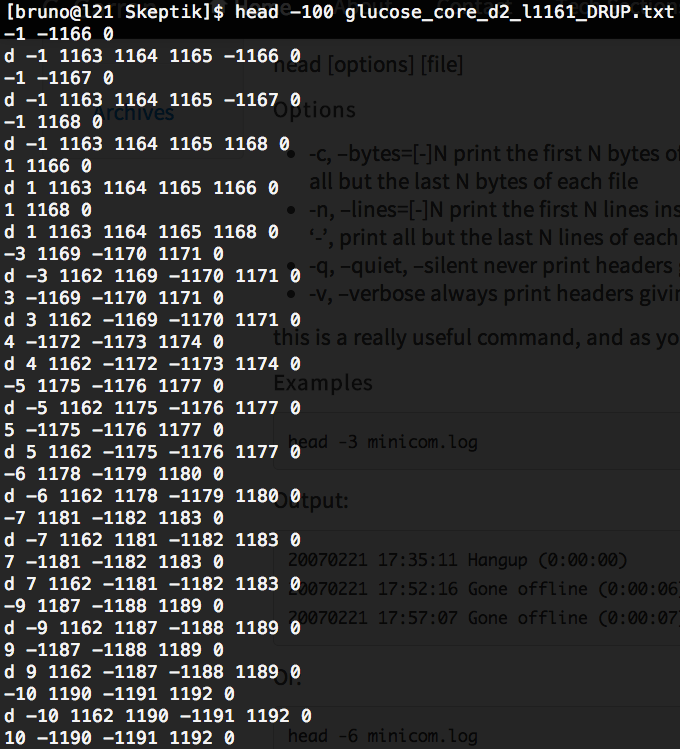 [bruno@l21 Skeptik]$ head -100 glucose_core_d2_l1161_DRUP.txt
-1 -1166 0
d -1 1163 1164 1165 -1166 0
-1 -1167 0
d -1 1163 1164 1165 -1167 0
-1 1168 0
d -1 1163 1164 1165 1168 0
1 1166 0
d 1 1163 1164 1165 1166 0
1 1168 0
d 1 1163 1164 1165 1168 0
-3 1169 -1170 1171 0
d -3 1162 1169 -1170 1171 0
3 -1169 -1170 1171 0
d 3 1162 -1169 -1170 1171 0
4 -1172 -1173 1174 0
d 4 1162 -1172 -1173 1174 0
-5 1175 -1176 1177 0
d -5 1162 1175 -1176 1177 0
5 -1175 -1176 1177 0
d 5 1162 -1175 -1176 1177 0
-6 1178 -1179 1180 0
d -6 1162 1178 -1179 1180 0
-7 1181 -1182 1183 0
d -7 1162 1181 -1182 1183 0
7 -1181 -1182 1183 0
d 7 1162 -1181 -1182 1183 0
-9 1187 -1188 1189 0
d -9 1162 1187 -1188 1189 0
9 -1187 -1188 1189 0
d 9 1162 -1187 -1188 1189 0
-10 1190 -1191 1192 0
d -10 1162 1190 -1191 1192 0
10 -1190 -1191 1192 0
Archives
head [options] [file]
Options
-c, –bytes=[-]N print the first N bytes of
all but the last N bytes of each file
-n, –lines=[-]N print the first N lines ins
‘-’, print all but the last N lines of each
-q, –quiet, –silent never print headers
-v, –verbose always print headers givin
this is a really useful command, and as yo
Examples
head -3 minicom.log
Output:
20070221 17:35:11 Hangup (0:00:00)
20070221 17:52:16 Gone offline (0:00:06
20070221 17:57:07 Gone offline (0:00:07
Or:
head -6 minicom.log